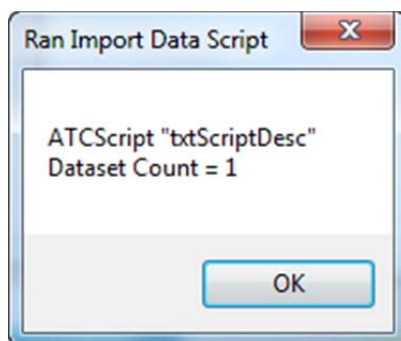 Ran Import Data Script
ATCScript "txtScriptDesc"
Dataset Count = 1
OK